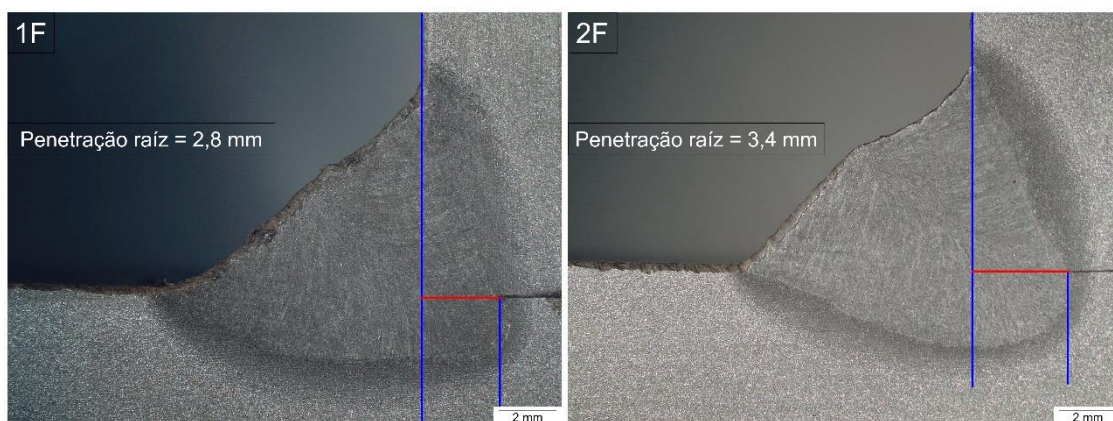 1F
Penetração raíz = 2,8 mm
2 mm
2F
Penetração raíz = 3,4 mm
2 mm